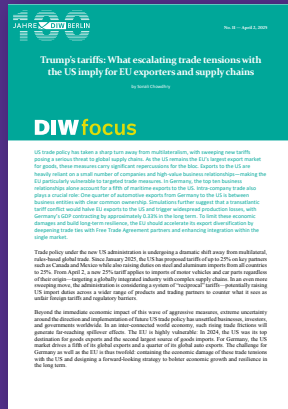 100
JAHRE DIW BERLIN
No. 11 — April 2, 2025
Trump's tariffs: What escalating trade tensions with
the US imply for EU exporters and supply chains
by Sonali Chowdhry
DIW focus
US trade policy has taken a sharp turn away from multilateralism, with sweeping new tariffs
posing a serious threat to global supply chains. As the US remains the EU's largest export market
for goods, these measures carry significant repercussions for the bloc. Exports to the US are
heavily reliant on a small number of companies and high-value business relationships—making the
EU particularly vulnerable to targeted trade measures. In Germany, the top ten business
relationships alone account for a fifth of maritime exports to the US. Intra-company trade also
plays a crucial role: One quarter of automotive exports from Germany to the US is between
business entities with clear common ownership. Simulations further suggest that a transatlantic
tariff conflict would halve EU exports to the US and trigger widespread production losses, with
Germany's GDP contracting by approximately 0.33% in the long term. To limit these economic
damages and build long-term resilience, the EU should accelerate its export diversification by
deepening trade ties with Free Trade Agreement partners and enhancing integration within the
single market.
Trade policy under the new US administration is undergoing a dramatic shift away from multilateral,
rules-based global trade. Since January 2025, the US has proposed tariffs of up to 25% on key partners
such as Canada and Mexico while also raising duties on steel and aluminum imports from all countries
to 25%. From April 2, a new 25% tariff applies to imports of motor vehicles and car parts regardless
of their origin—targeting a globally integrated industry with complex supply chains. In an even more
sweeping move, the administration is considering a system of "reciprocal" tariffs—potentially raising
US import duties across a wider range of products and trading partners to counter what it sees as
unfair foreign tariffs and regulatory barriers.
Beyond the immediate economic impact of this wave of aggressive measures, extreme uncertainty
around the direction and implementation of future US trade policy has unsettled businesses, investors,
and governments worldwide. In an inter-connected world economy, such rising trade frictions will
generate far-reaching spillover effects. The EU is highly vulnerable: In 2024, the US was its top
destination for goods exports and the second largest source of goods imports. For Germany, the US
market drives a fifth of its global exports and a quarter of its global auto exports. The challenge for
Germany as well as the EU is thus twofold: containing the economic damage of these trade tensions
with the US and designing a forward-looking strategy to bolster economic growth and resilience in
the long term.